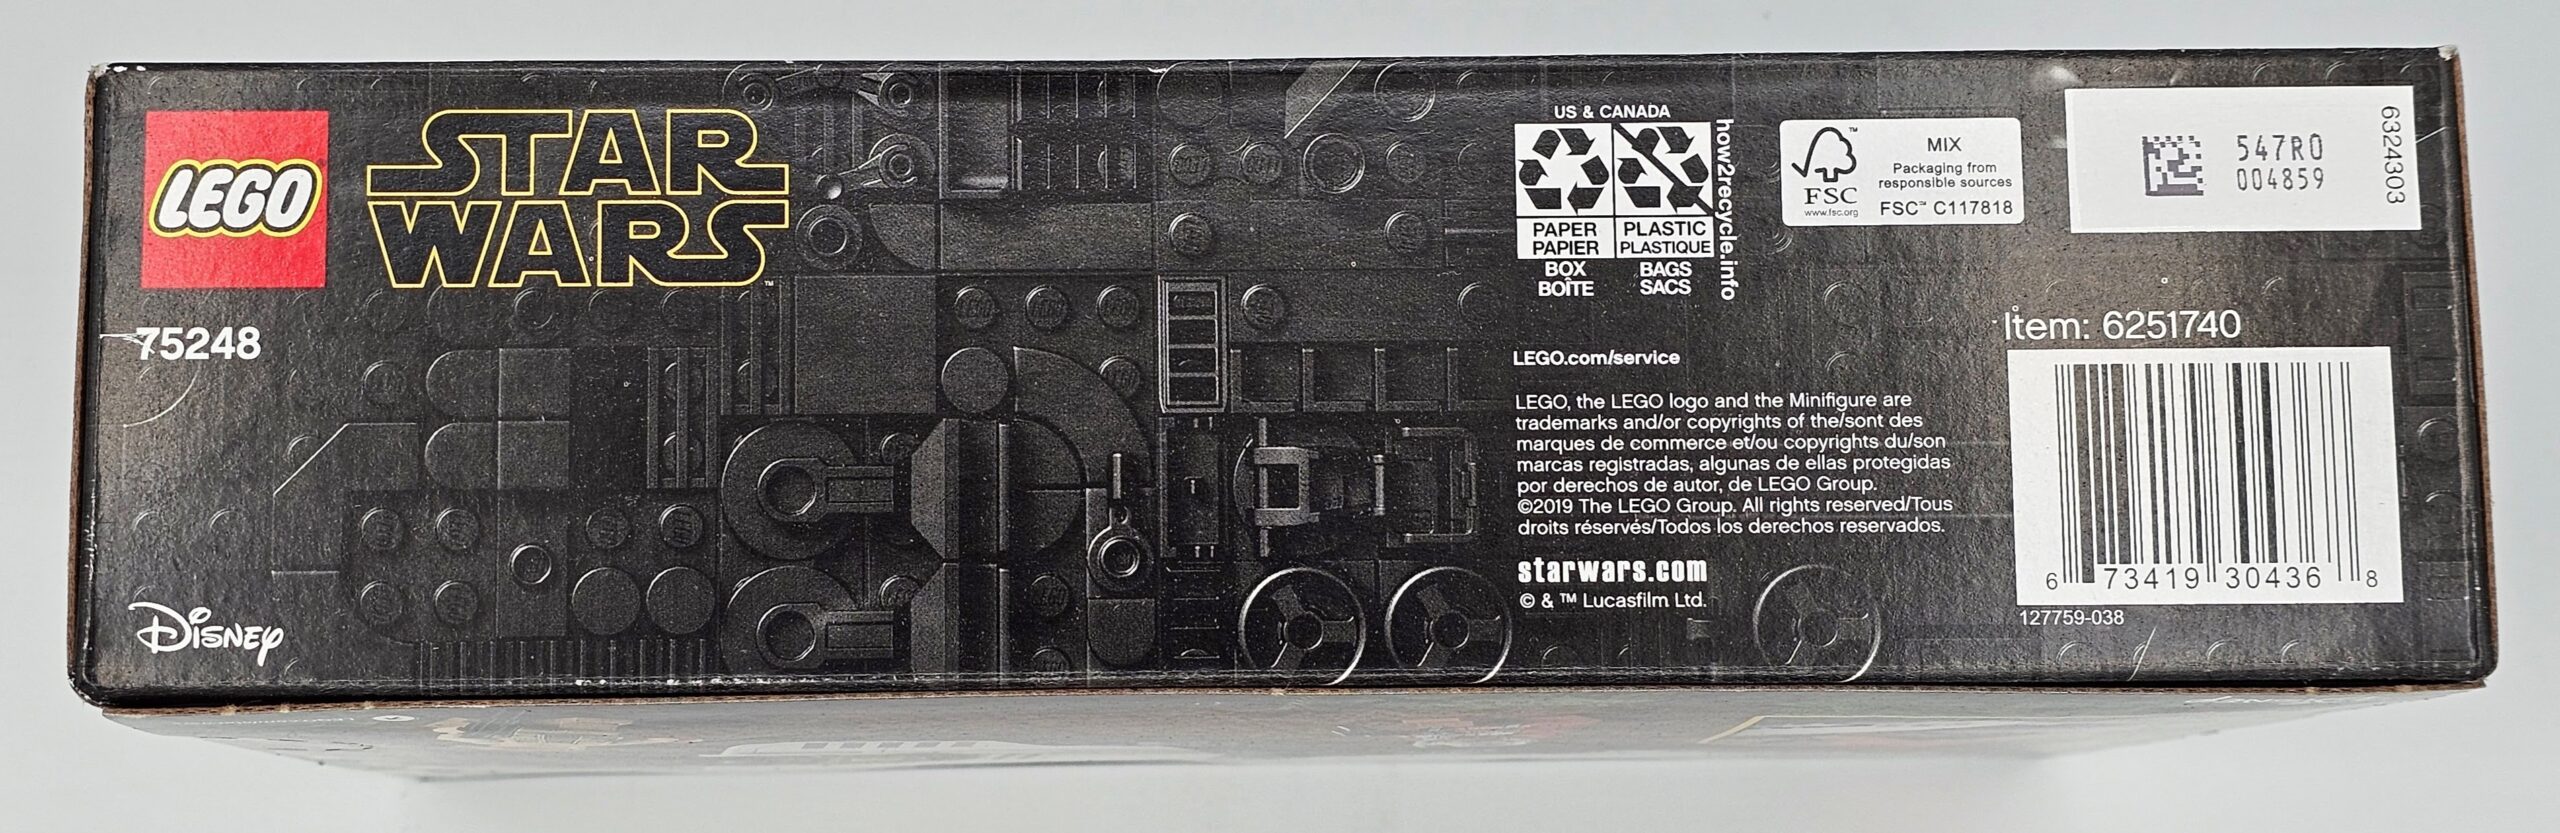 LEGO
STAR
WARS
™
75248
Disney
US & CANADA
PAPER
PAPIER
BOX
BOÎTE
PLASTIC
PLASTIQUE
BAGS
SACS
how2recycle.info
LEGO.com/service
LEGO, the LEGO logo and the Minifigure are
trademarks and/or copyrights of the/sont des
marques de commerce et/ou copyrights du/son
marcas registradas, algunas de ellas protegidas
por derechos de autor, de LEGO Group.
©2019 The LEGO Group. All rights reserved/Tous
droits réservés/Todos los derechos reservados.
starwars.com
© & ™ Lucasfilm Ltd.
FSC
www.fsc.org
MIX
Packaging from
responsible sources
FSC™ C117818
547R0
004859
6324303
Item: 6251740
6 73419 30436 8
127759-038